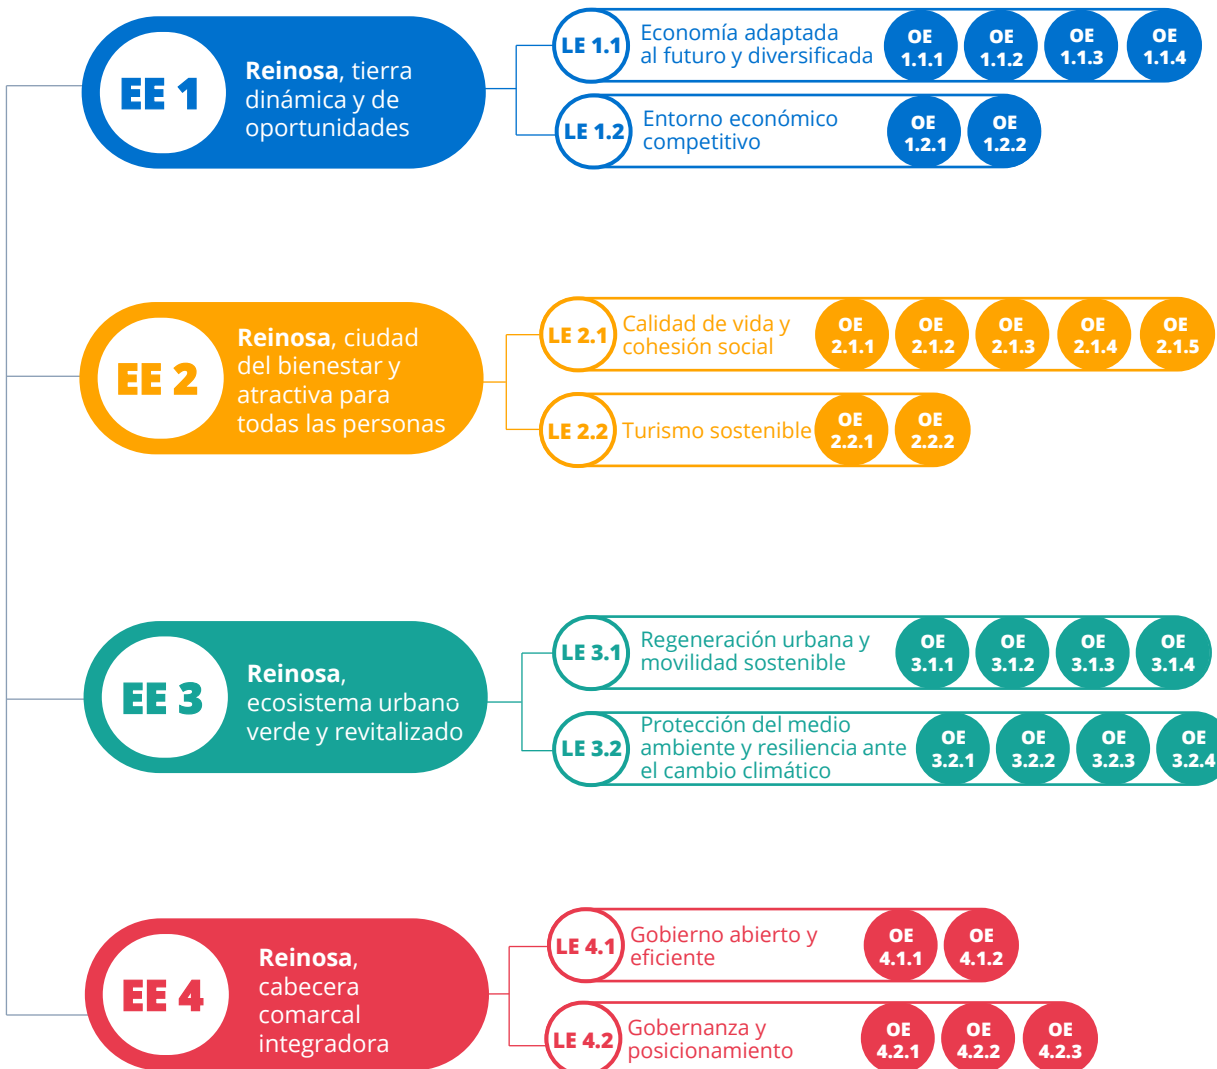 EE 1
Reinosa, tierra
dinámica y de
oportunidades
LE 1.1
Economía adaptada
al futuro y diversificada
OE
1.1.1
OE
1.1.2
OE
1.1.3
OE
1.1.4
LE 1.2
Entorno económico
competitivo
OE
1.2.1
OE
1.2.2
EE 2
Reinosa, ciudad
del bienestar y
atractiva para
todas las personas
LE 2.1
Calidad de vida y
cohesión social
OE
2.1.1
OE
2.1.2
OE
2.1.3
OE
2.1.4
OE
2.1.5
LE 2.2
Turismo sostenible
OE
2.2.1
OE
2.2.2
EE 3
Reinosa,
ecosistema urbano
verde y revitalizado
LE 3.1
Regeneración urbana y
movilidad sostenible
OE
3.1.1
OE
3.1.2
OE
3.1.3
OE
3.1.4
LE 3.2
Protección del medio
ambiente y resiliencia ante
el cambio climático
OE
3.2.1
OE
3.2.2
OE
3.2.3
OE
3.2.4
EE 4
Reinosa,
cabecera
comarcal
integradora
LE 4.1
Gobierno abierto y
eficiente
OE
4.1.1
OE
4.1.2
LE 4.2
Gobernanza y
posicionamiento
OE
4.2.1
OE
4.2.2
OE
4.2.3